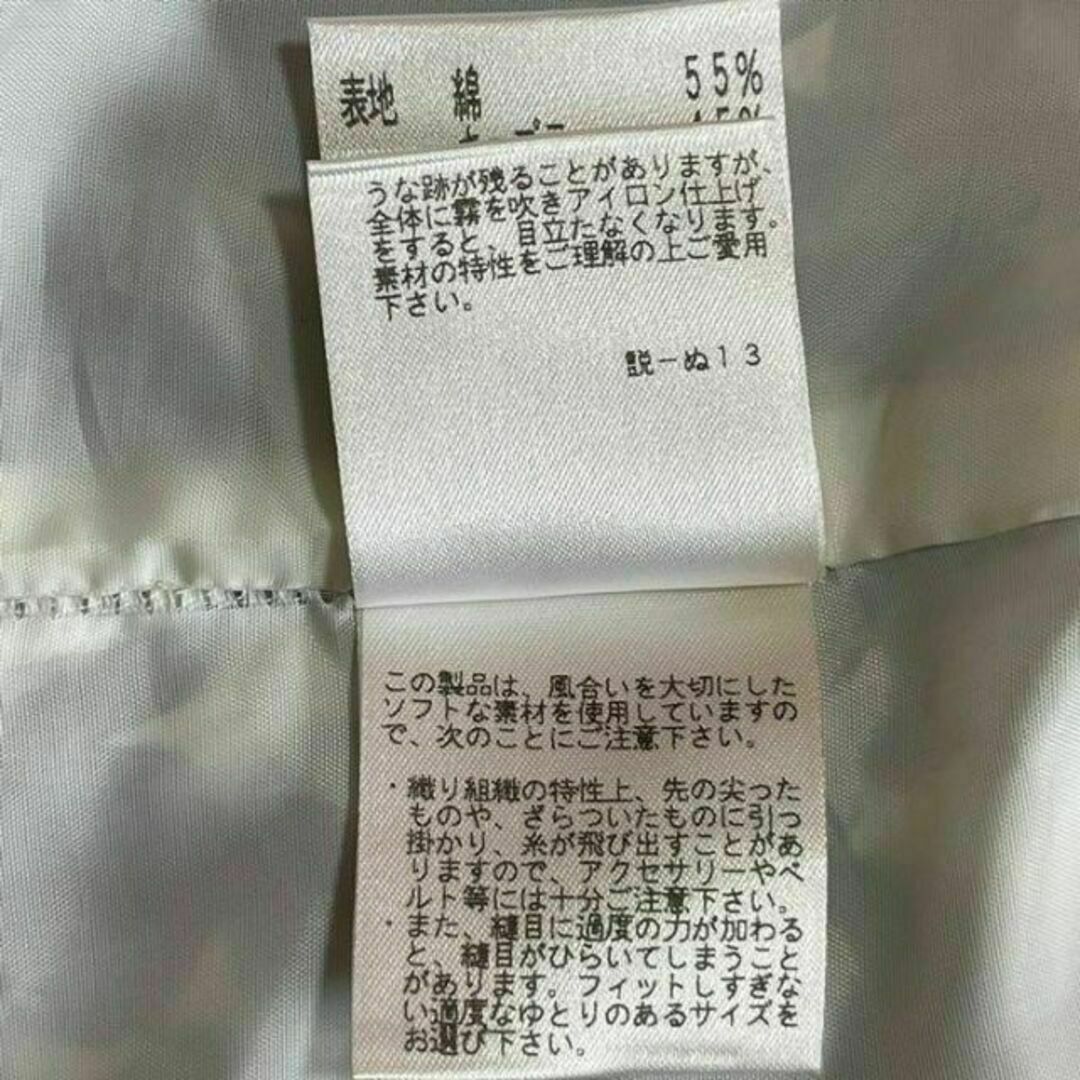 表地 綿 55%
うな跡が残ることがありますが、
全体に霧を吹きアイロン仕上げ
をすると、目立たなくなります。
素材の特性をご理解の上ご愛用
下さい。
説ーぬ13
この製品は、風合いを大切にした
ソフトな素材を使用していますの
で、次のことにご注意下さい。
・織り組織の特性上、先の尖った
ものや、ざらついたものに引っ
掛かり、糸が飛び出すことがあ
りますので、アクセサリーやベ
ルト等には十分ご注意下さい。
・また、縫目に過度の力が加わる
と、縫目がひらいてしまうこと
があります。フィットしすぎな
い適度なゆとりのあるサイズを
お選び下さい。